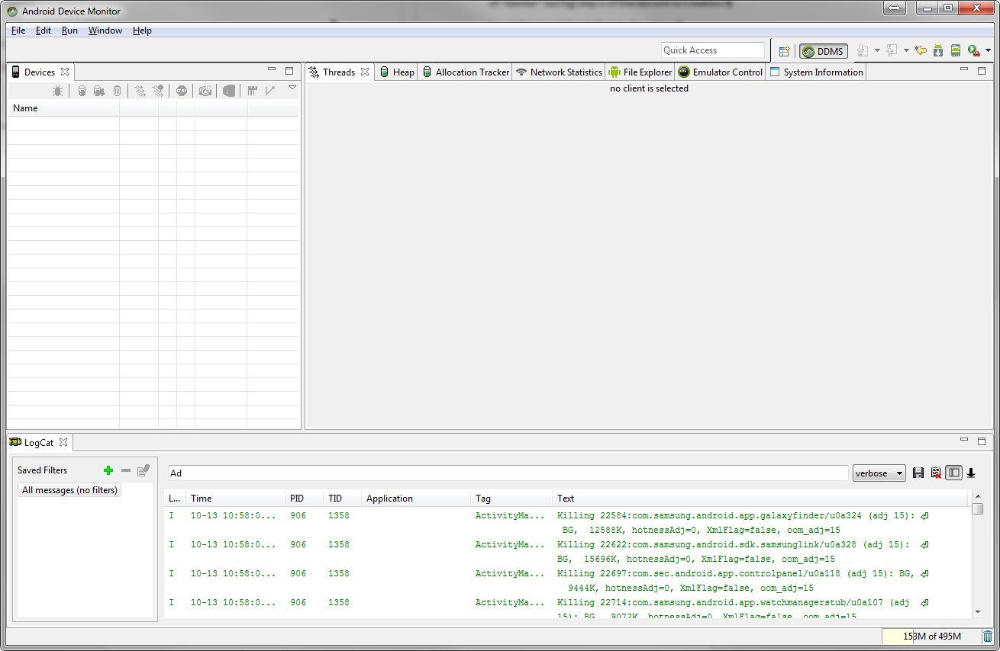 Android Device Monitor
File Edit Run Window Help
Quick Access DDMS
Devices
Threads Heap Allocation Tracker Network Statistics File Explorer Emulator Control System Information
no client is selected
Name
LogCat
Saved Filters
All messages (no filters)
Ad verbose
L... Time PID TID Application Tag Text
I 10-13 10:58:0... 906 1358 ActivityMa... Killing 22584:com.samsung.android.app.galaxyfinder/u0a324 (adj 15):
BG, 12588K, hotnessAdj=0, XmlFlag=false, oom_adj=15
I 10-13 10:58:0... 906 1358 ActivityMa... Killing 22622:com.samsung.android.sdk.samsunglink/u0a328 (adj 15):
BG, 15696K, hotnessAdj=0, XmlFlag=false, oom_adj=15
I 10-13 10:58:0... 906 1358 ActivityMa... Killing 22697:com.sec.android.app.controlpanel/u0a118 (adj 15): BG,
9444K, hotnessAdj=0, XmlFlag=false, oom_adj=15
I 10-13 10:58:0... 906 1358 ActivityMa... Killing 22714:com.samsung.android.app.watchmanagerstub/u0a107 (adj
15): BG, 9072K, hotnessAdj=0, XmlFlag=false, oom_adj=15
153M of 495M